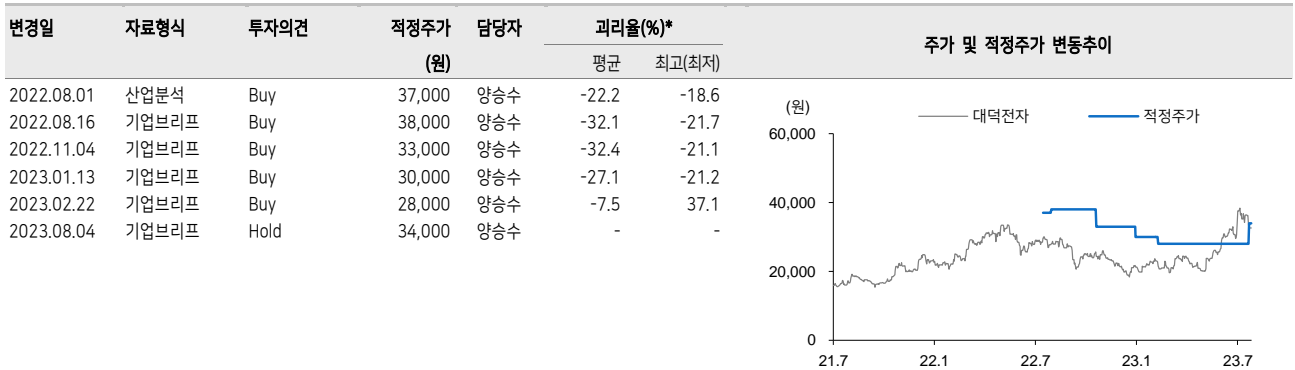 변경일 자료형식 투자의견 적정주가 담당자 괴리율(%)* 주가 및 적정주가 변동추이
(원) 평균 최고(최저)
2022.08.01 산업분석 Buy 37,000 양승수 -22.2 -18.6
2022.08.16 기업브리프 Buy 38,000 양승수 -32.1 -21.7
2022.11.04 기업브리프 Buy 33,000 양승수 -32.4 -21.1
2023.01.13 기업브리프 Buy 30,000 양승수 -27.1 -21.2
2023.02.22 기업브리프 Buy 28,000 양승수 -7.5 37.1
2023.08.04 기업브리프 Hold 34,000 양승수 - -
(원) 대덕전자 적정주가
60,000
40,000
20,000
0
21.7 22.1 22.7 23.1 23.7